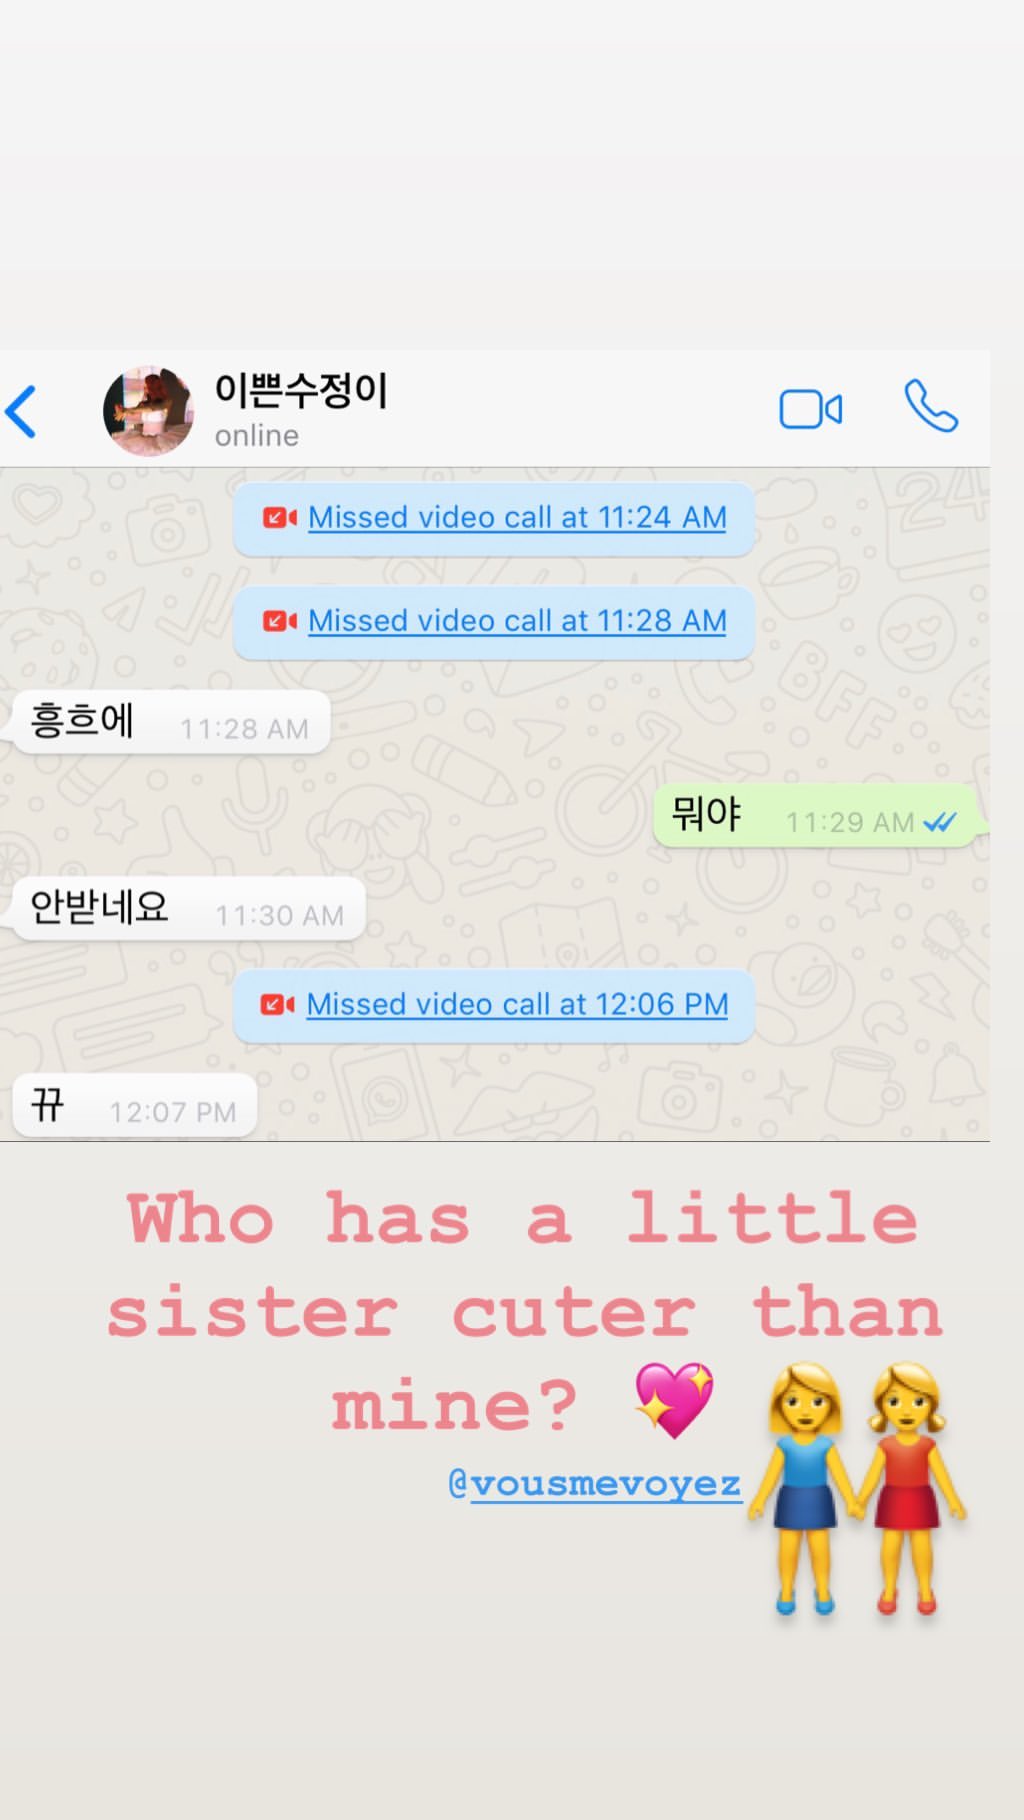 이쁜수정이
online
Missed video call at 11:24 AM
Missed video call at 11:28 AM
흥흐에 11:28 AM
뭐야 11:29 AM
안받네요 11:30 AM
Missed video call at 12:06 PM
뀨 12:07 PM
Who has a little
sister cuter than
mine? 💖
@vousmevoyez